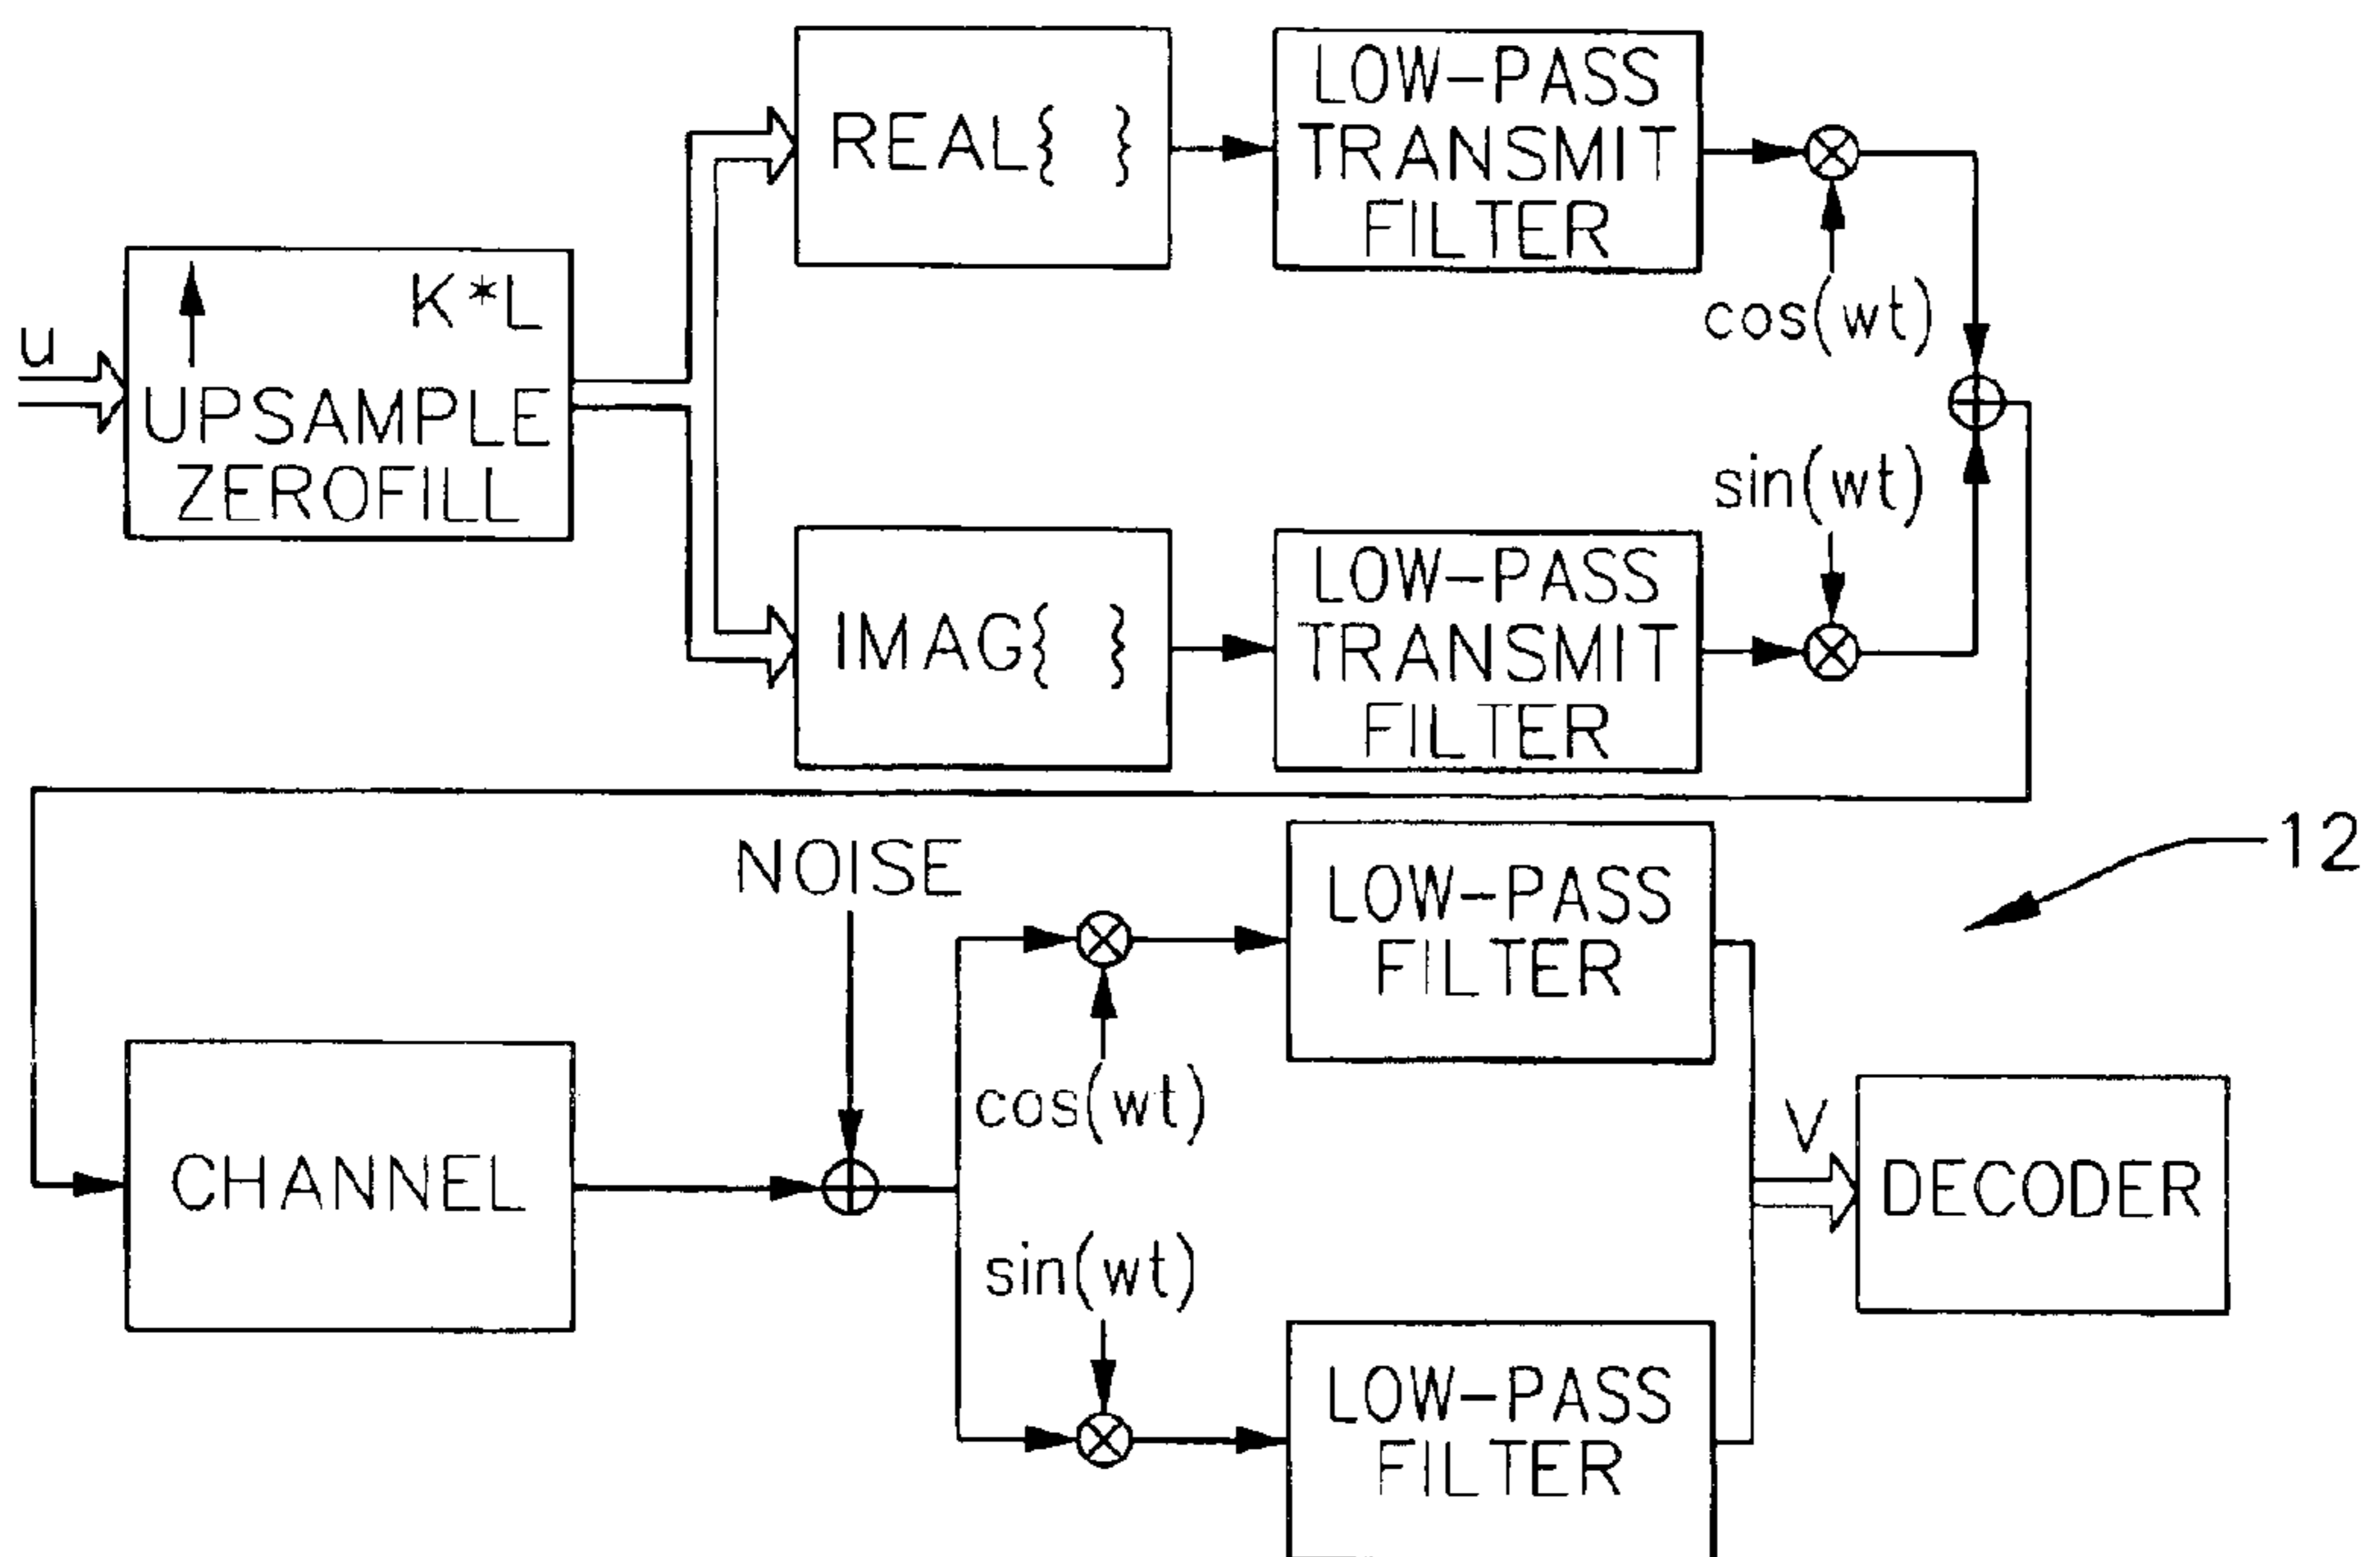 REAL{ }
LOW-PASS
TRANSMIT
FILTER
cos(wt)
u
K*L
UPSAMPLE
ZEROFILL
sin(wt)
IMAG{ }
LOW-PASS
TRANSMIT
FILTER
12
NOISE
LOW-PASS
FILTER
cos(wt)
CHANNEL
V
DECODER
sin(wt)
LOW-PASS
FILTER